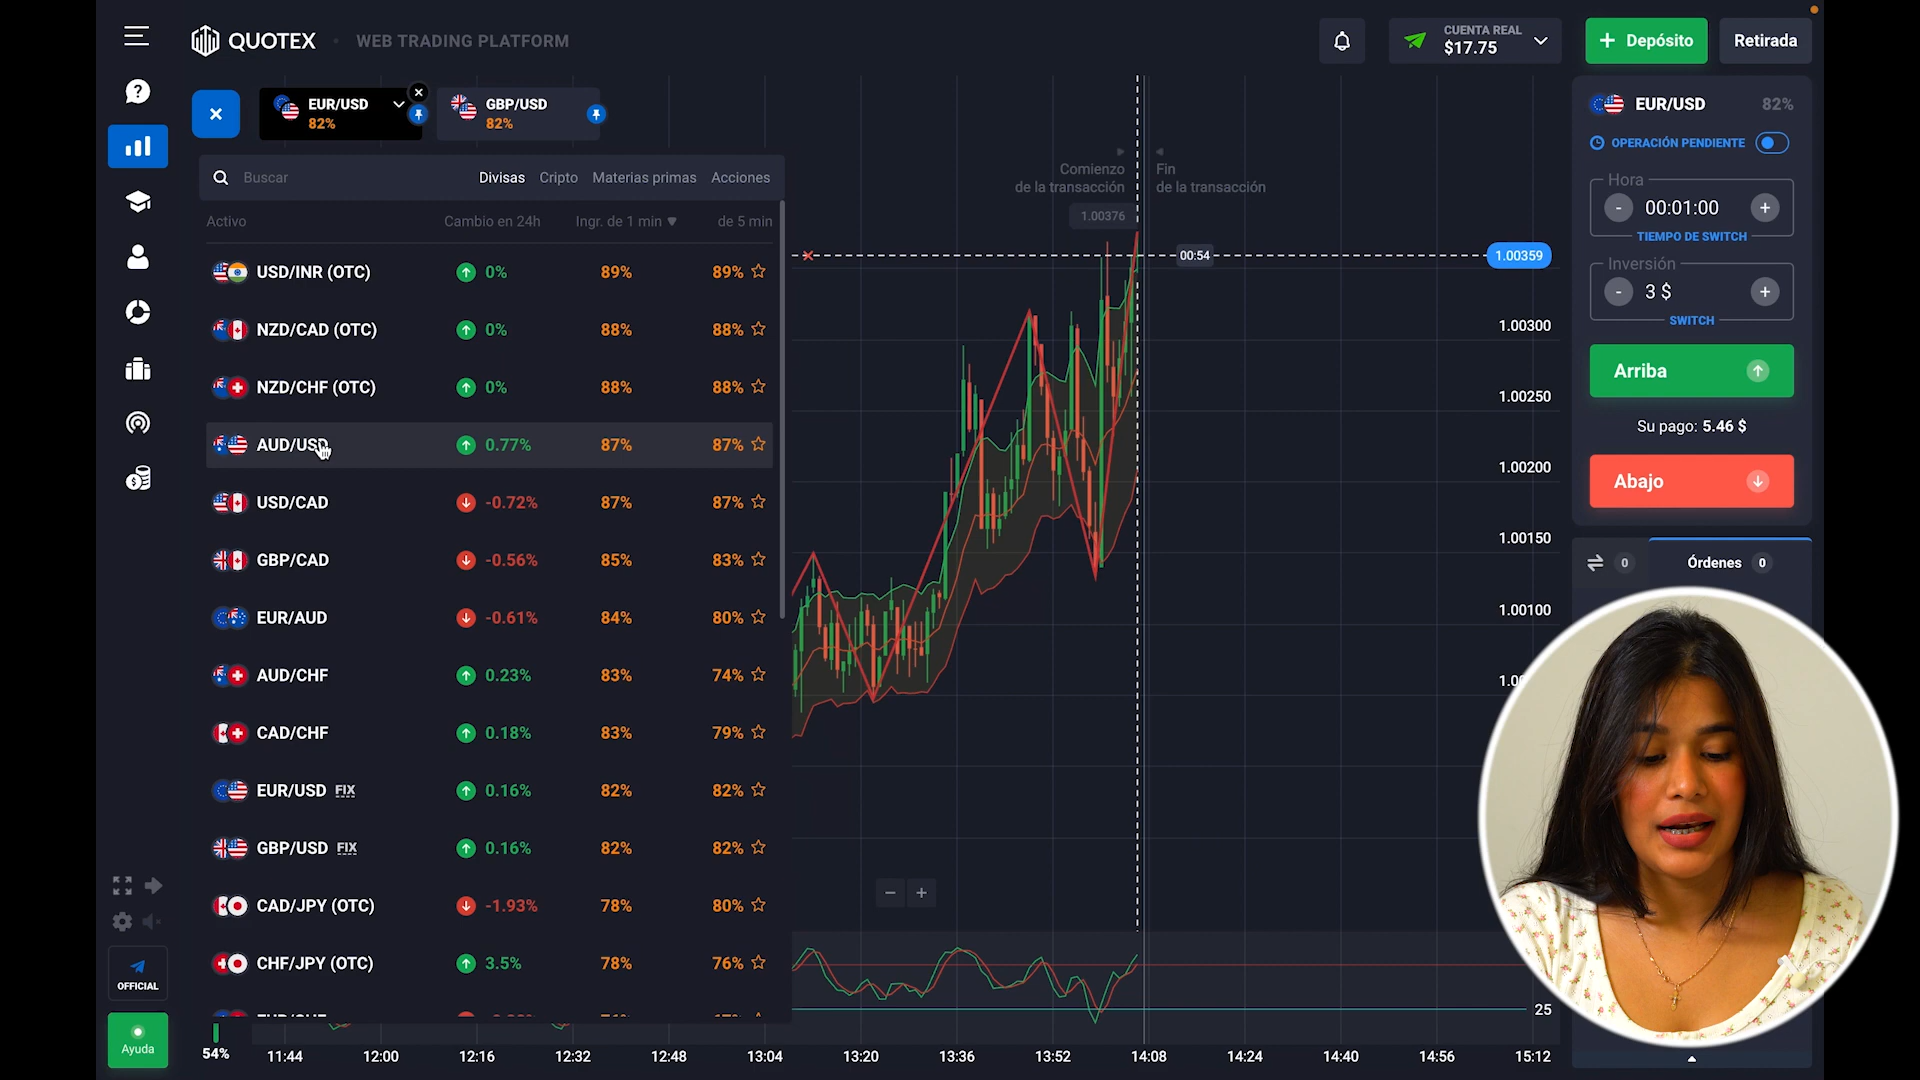 QUOTEX
WEB TRADING PLATFORM
CUENTA REAL
$17.75
+ Depósito
Retirada
EUR/USD
82%
GBP/USD
82%
Buscar
Divisas
Cripto
Materias primas
Acciones
Activo
Cambio en 24h
Ingr. de 1 min
de 5 min
USD/INR (OTC) 0% 89% 89%
NZD/CAD (OTC) 0% 88% 88%
NZD/CHF (OTC) 0% 88% 88%
AUD/USD 0.77% 87% 87%
USD/CAD -0.72% 87% 87%
GBP/CAD -0.56% 85% 83%
EUR/AUD -0.61% 84% 80%
AUD/CHF 0.23% 83% 74%
CAD/CHF 0.18% 83% 79%
EUR/USD FIX 0.16% 82% 82%
GBP/USD FIX 0.16% 82% 82%
CAD/JPY (OTC) -1.93% 78% 80%
CHF/JPY (OTC) 3.5% 78% 76%
OFFICIAL
Ayuda
54%
Comienzo
de la transacción
Fin
de la transacción
1.00376
00:54
1.00359
1.00300
1.00250
1.00200
1.00150
1.00100
25
11:44 12:00 12:16 12:32 12:48 13:04 13:20 13:36 13:52 14:08 14:24 14:40 14:56 15:12
EUR/USD 82%
OPERACIÓN PENDIENTE
Hora
- 00:01:00 +
TIEMPO DE SWITCH
Inversión
- 3 $ +
SWITCH
Arriba
Su pago: 5.46 $
Abajo
0
Órdenes 0